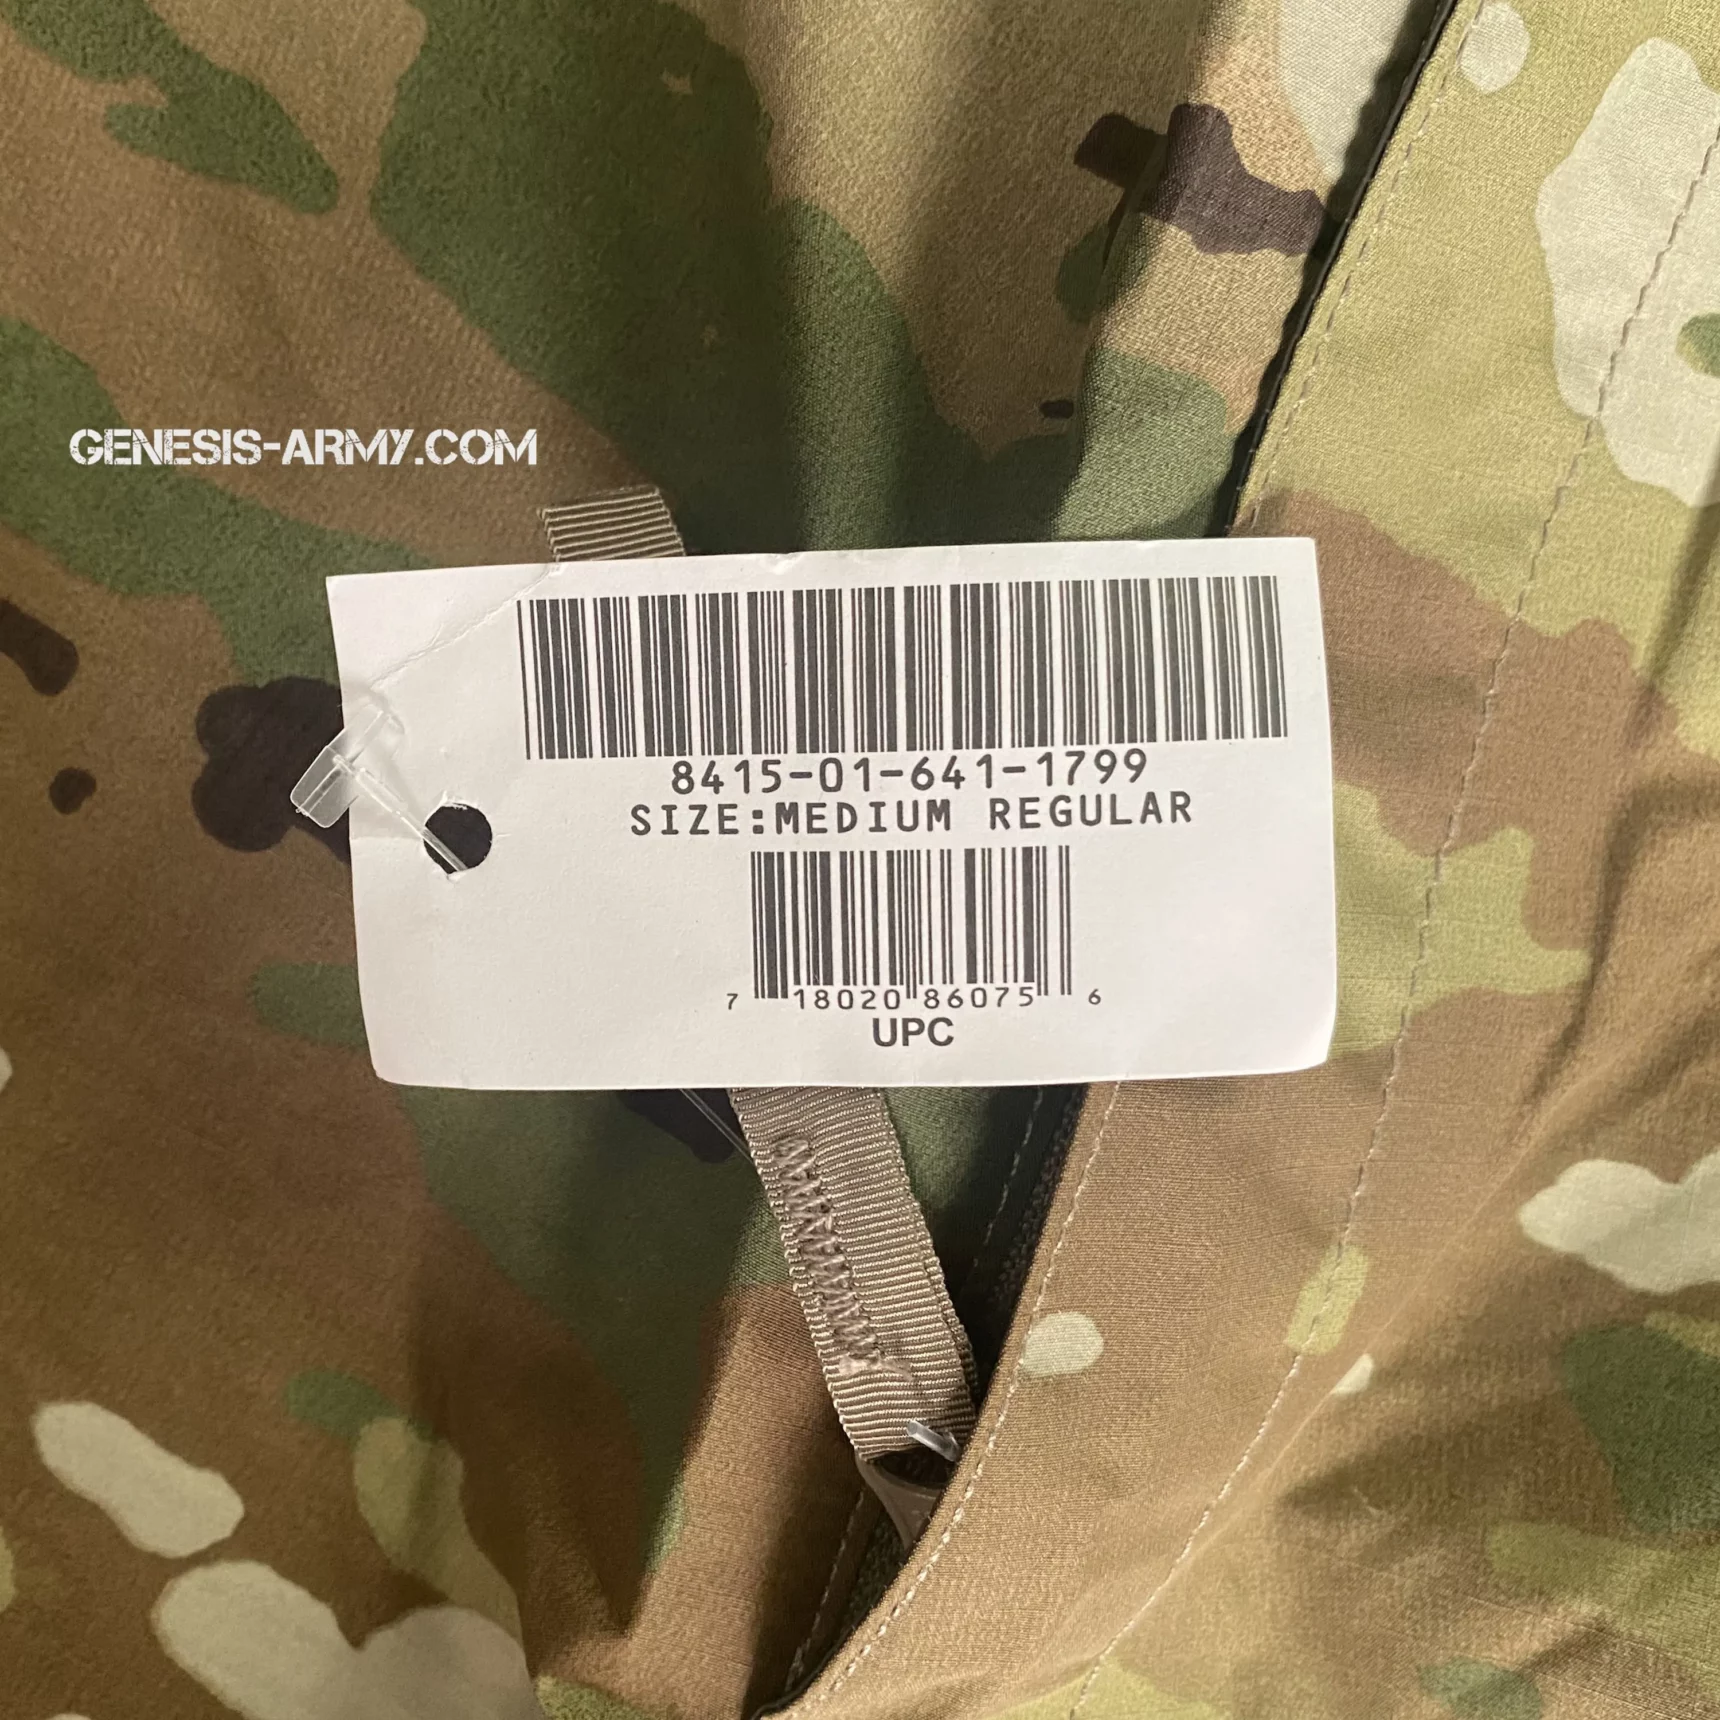 GENESIS-ARMY.COM
8415-01-641-1799
SIZE:MEDIUM REGULAR
7 18020 86075 6
UPC